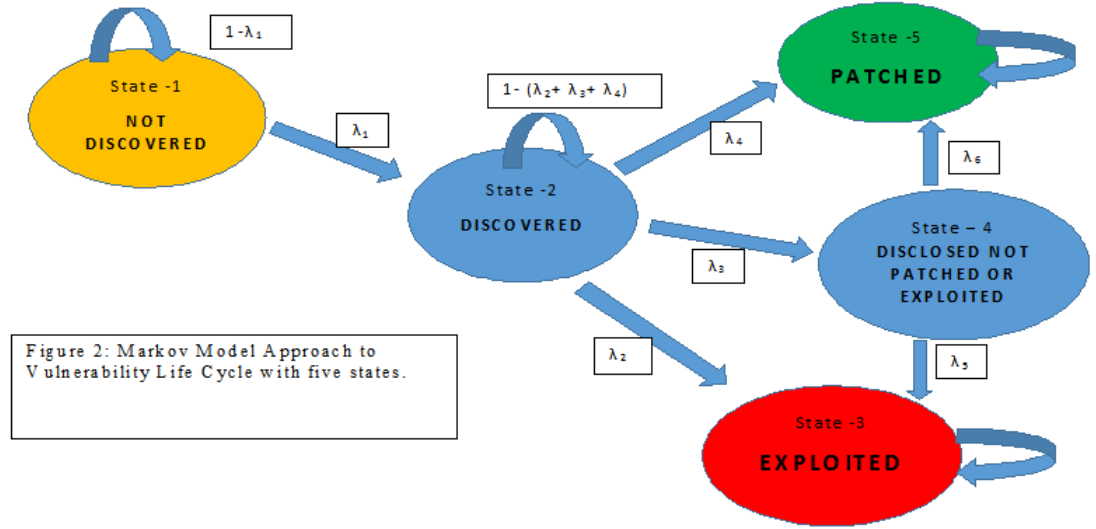 1-λ₁
State -1
NOT
DISCOVERED
λ₁
1- (λ₂+ λ₃+ λ₄)
State -2
DISCOVERED
λ₄
λ₃
λ₂
State -5
PATCHED
λ₆
State – 4
DISCLOSED NOT
PATCHED OR
EXPLOITED
λ₅
State -3
EXPLOITED
Figure 2: Markov Model Approach to
Vulnerability Life Cycle with five states.